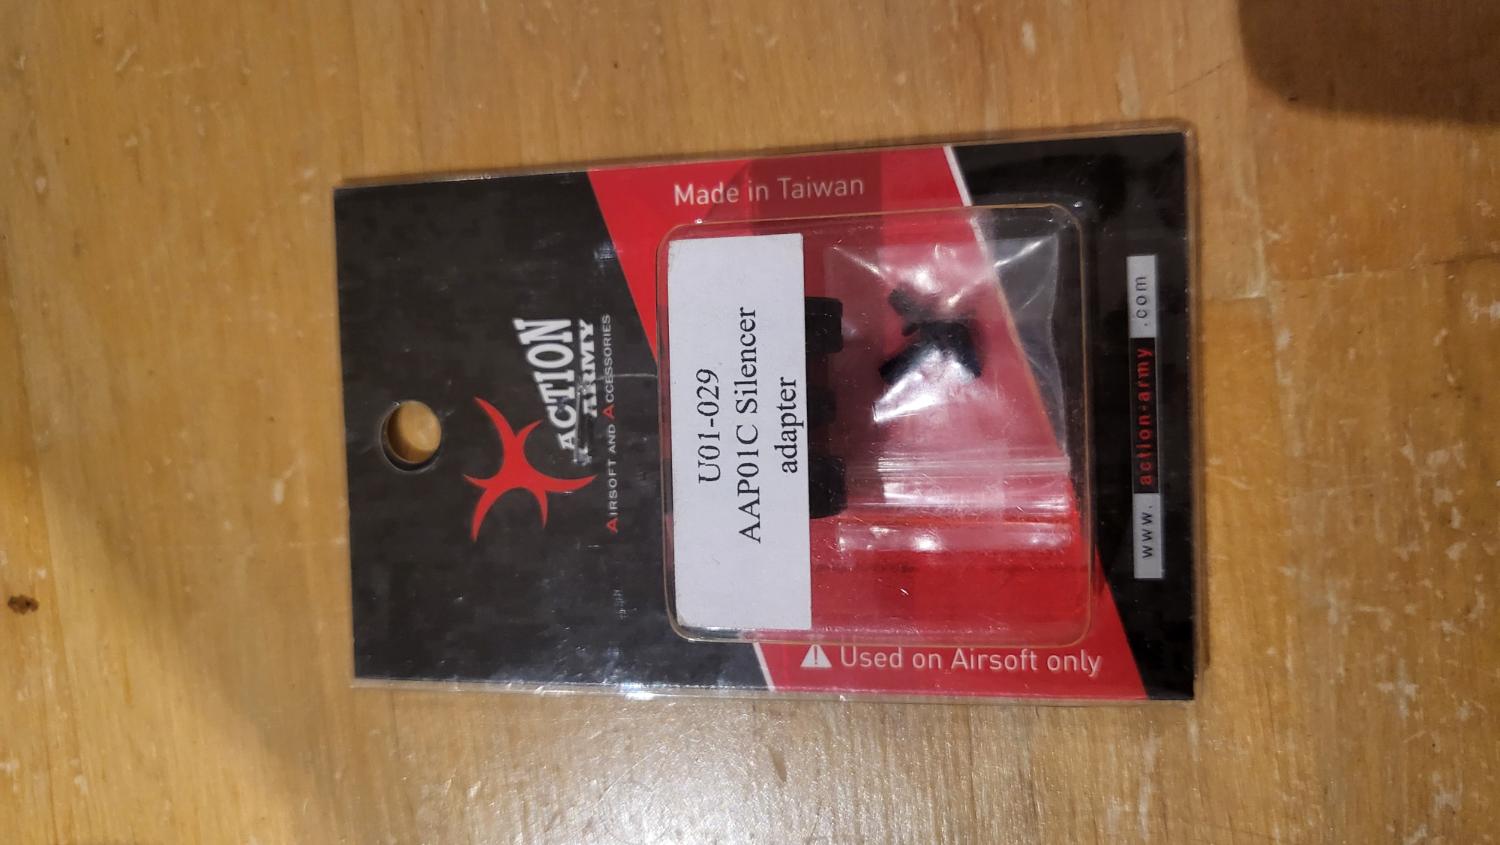 ACTION
ARMY
AIRSOFT AND ACCESSORIES
Made in Taiwan
U01-029
AAP01C Silencer
adapter
Used on Airsoft only
www.action-army.com